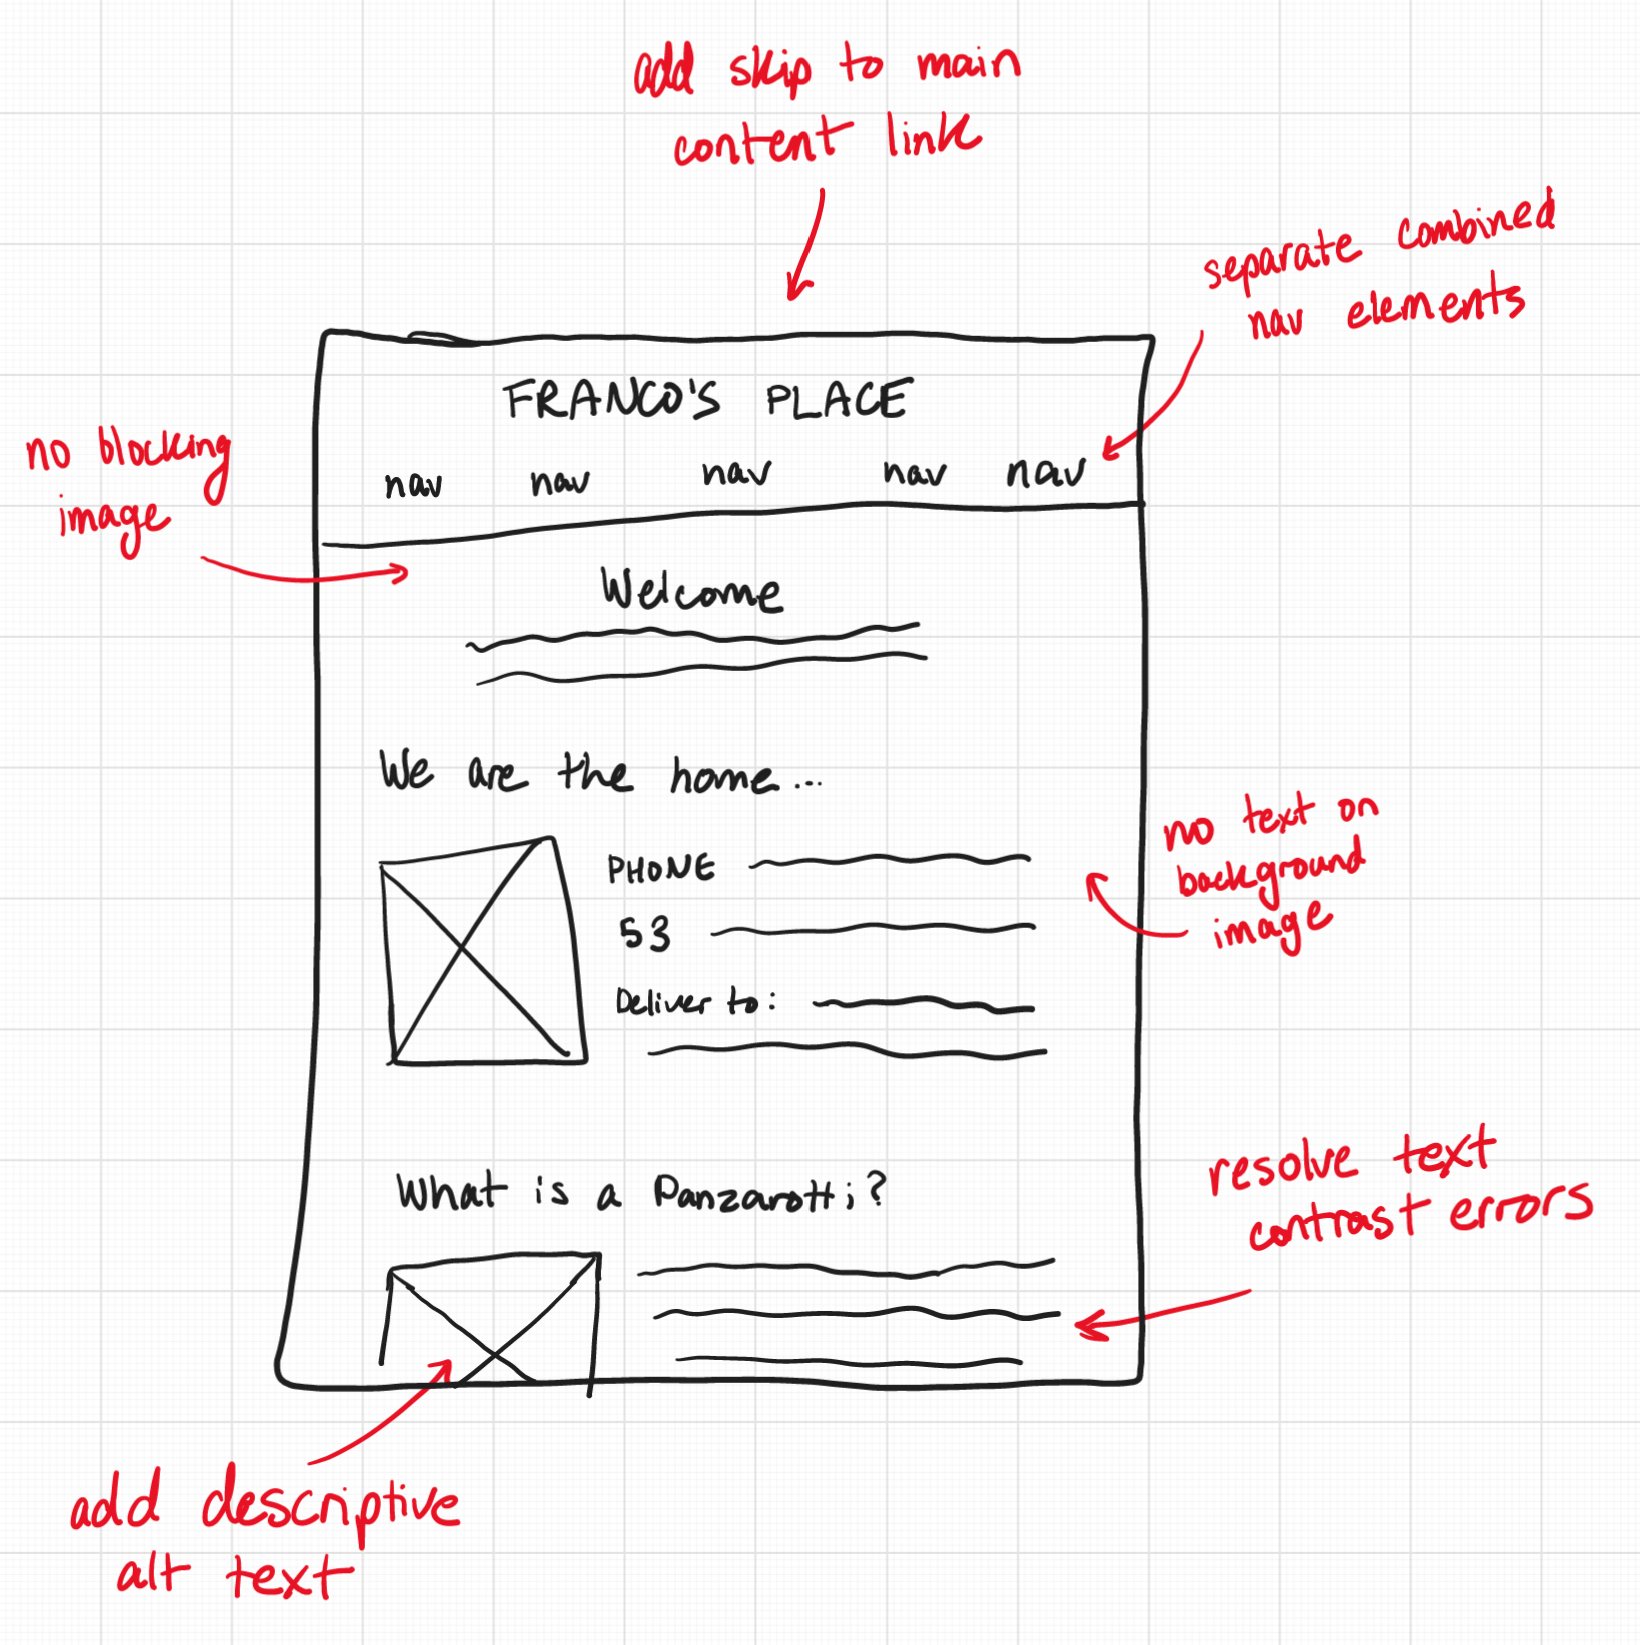 add skip to main
content link
separate combined
nav elements
FRANCO'S PLACE
no blocking
image
nav nav nav nav nav
Welcome
We are the home...
no text on
background
image
PHONE
53
Deliver to:
What is a Panzarotti?
resolve text
contrast errors
add descriptive
alt text